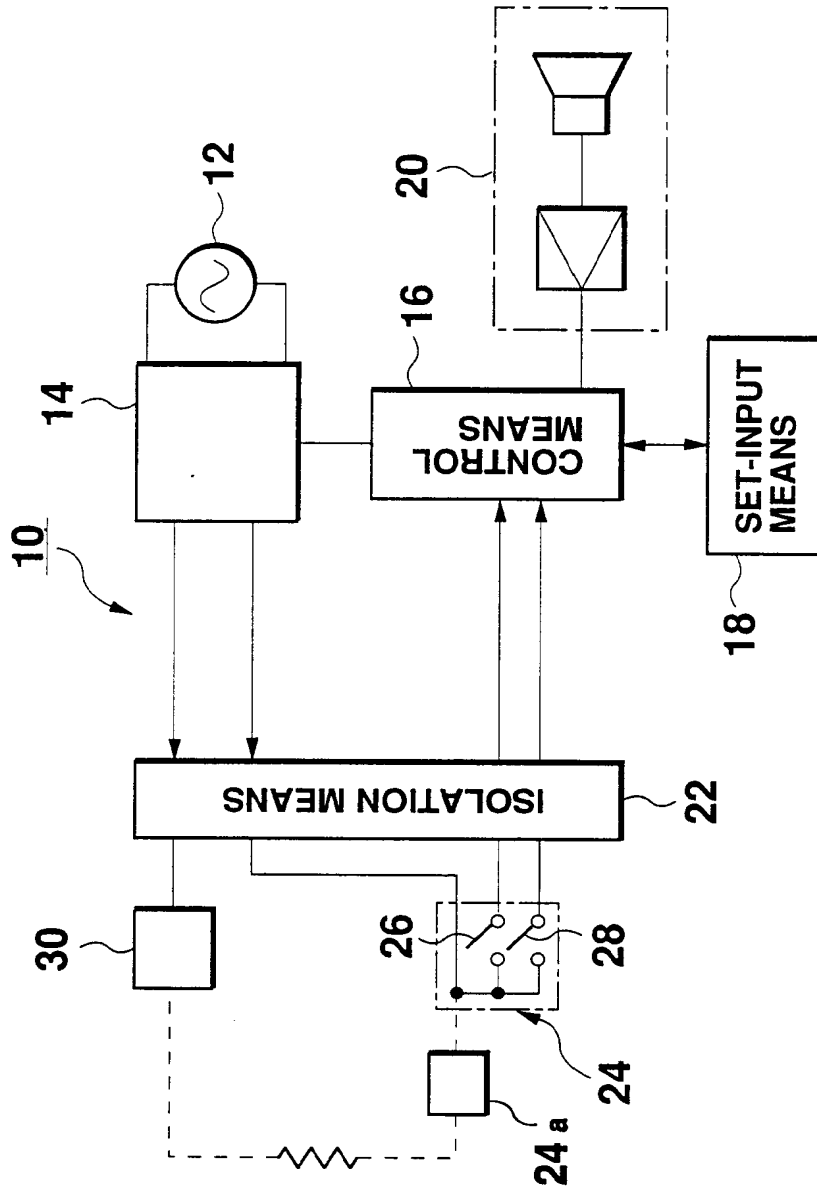 10
14
12
16
CONTROL
MEANS
20
18
SET-INPUT
MEANS
ISOLATION MEANS
22
30
26
28
24
24a